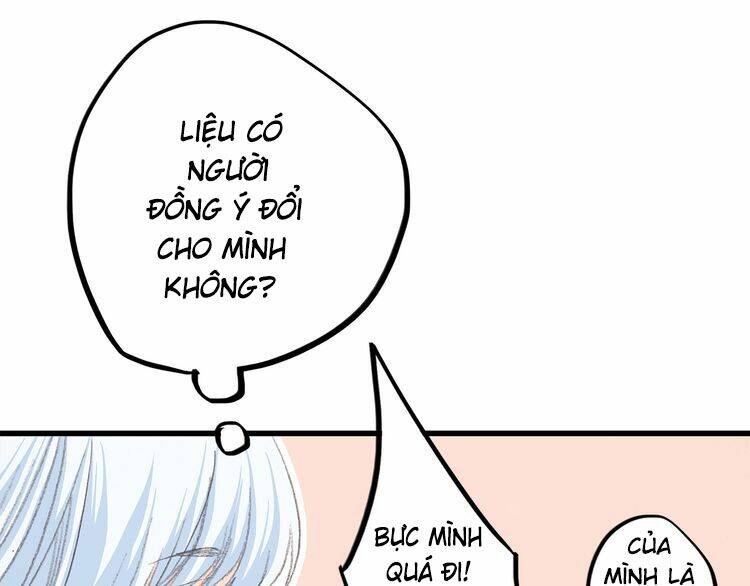 LIỆU CÓ
NGƯỜI
ĐỒNG Ý ĐỔI
CHO MÌNH
KHÔNG?
BỰC MÌNH
QUÁ ĐI!
CỦA
MÌNH LÀ